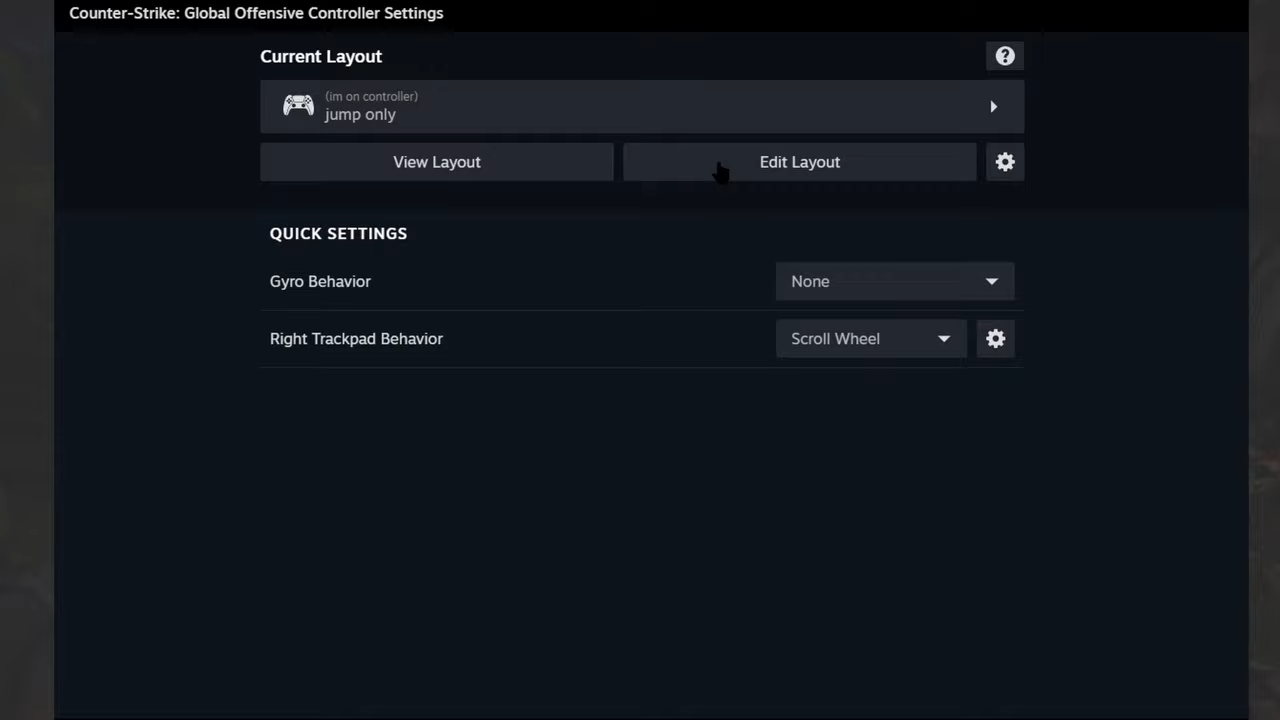 Counter-Strike: Global Offensive Controller Settings
Current Layout
(im on controller)
jump only
View Layout
Edit Layout
QUICK SETTINGS
Gyro Behavior
None
Right Trackpad Behavior
Scroll Wheel